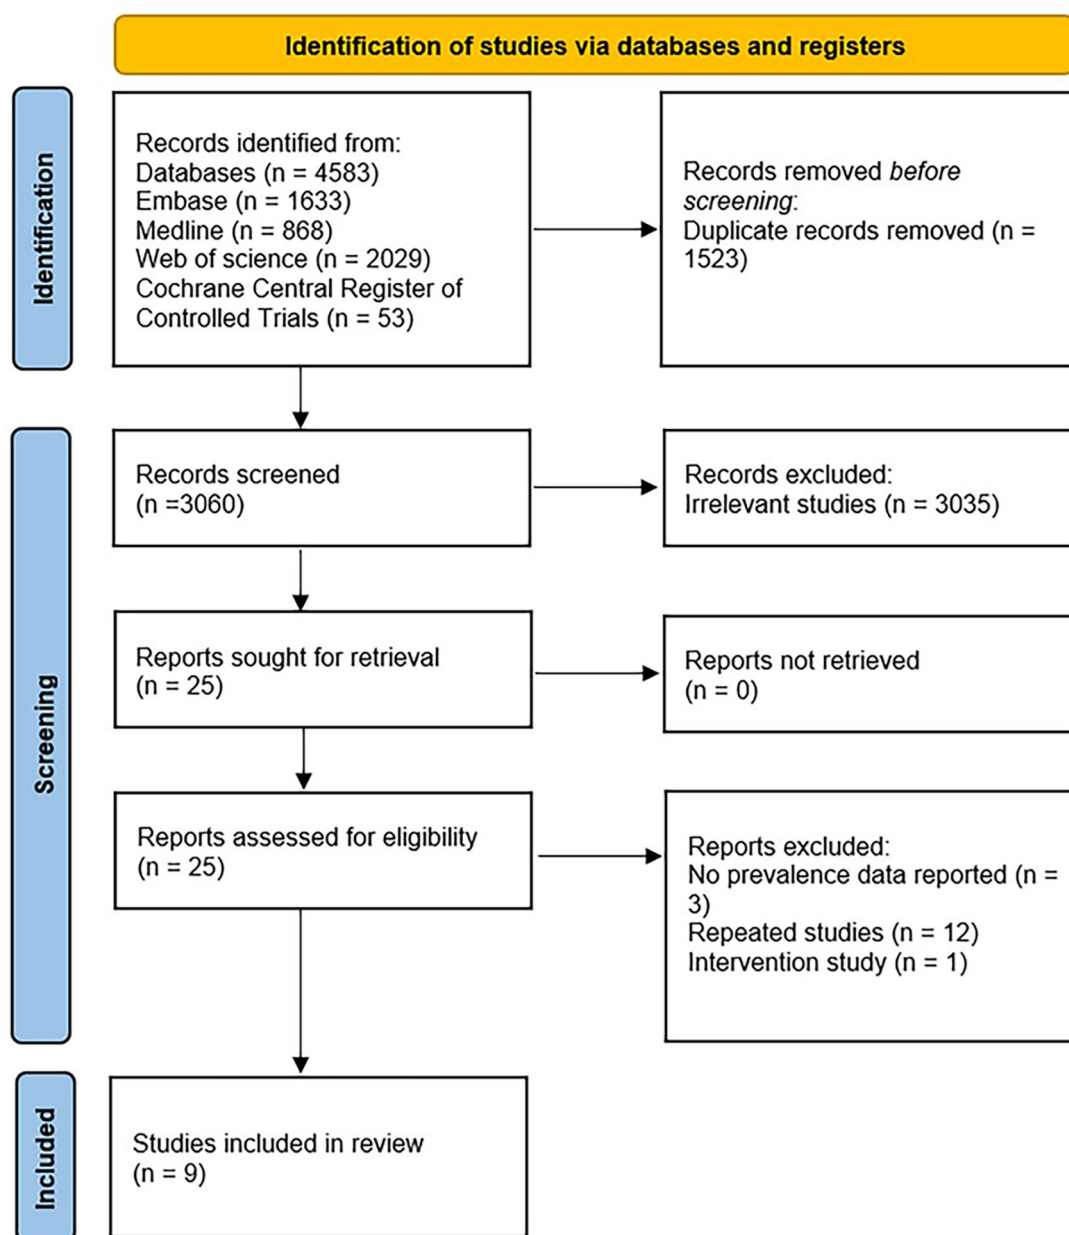 Identification of studies via databases and registers
Identification
Records identified from:
Databases (n = 4583)
Embase (n = 1633)
Medline (n = 868)
Web of science (n = 2029)
Cochrane Central Register of
Controlled Trials (n = 53)
Records removed before
screening:
Duplicate records removed (n =
1523)
Screening
Records screened
(n =3060)
Records excluded:
Irrelevant studies (n = 3035)
Reports sought for retrieval
(n = 25)
Reports not retrieved
(n = 0)
Reports assessed for eligibility
(n = 25)
Reports excluded:
No prevalence data reported (n =
3)
Repeated studies (n = 12)
Intervention study (n = 1)
Included
Studies included in review
(n = 9)